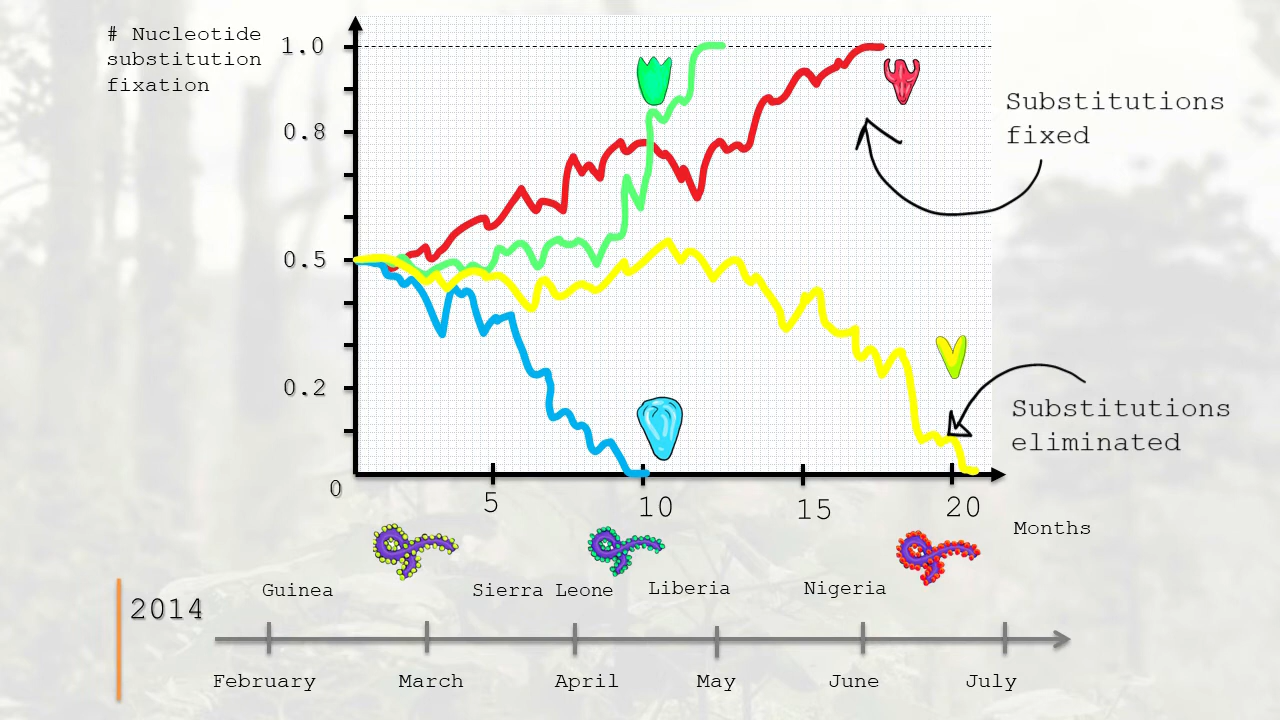 # Nucleotide
substitution
fixation
1.0
0.8
0.5
0.2
0
5
10
15
20
Months
Substitutions
fixed
Substitutions
eliminated
Guinea
Sierra Leone
Liberia
Nigeria
2014
February
March
April
May
June
July